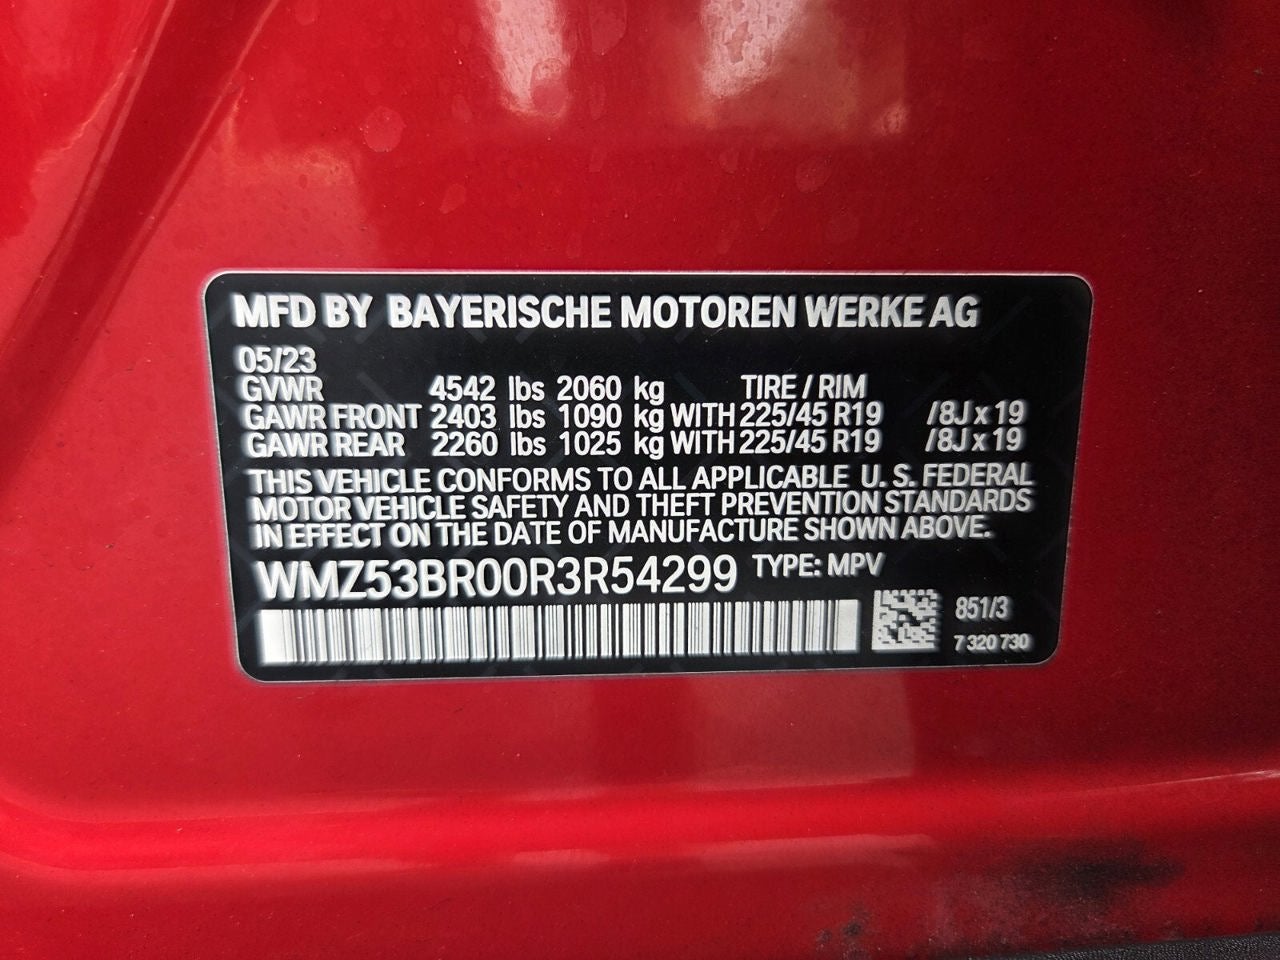 MFD BY BAYERISCHE MOTOREN WERKE AG
05/23
GVWR 4542 lbs 2060 kg TIRE / RIM
GAWR FRONT 2403 lbs 1090 kg WITH 225/45 R19 /8J x 19
GAWR REAR 2260 lbs 1025 kg WITH 225/45 R19 /8J x 19
THIS VEHICLE CONFORMS TO ALL APPLICABLE U. S. FEDERAL
MOTOR VEHICLE SAFETY AND THEFT PREVENTION STANDARDS
IN EFFECT ON THE DATE OF MANUFACTURE SHOWN ABOVE.
WMZ53BR00R3R54299 TYPE: MPV
851/3
7 320 730